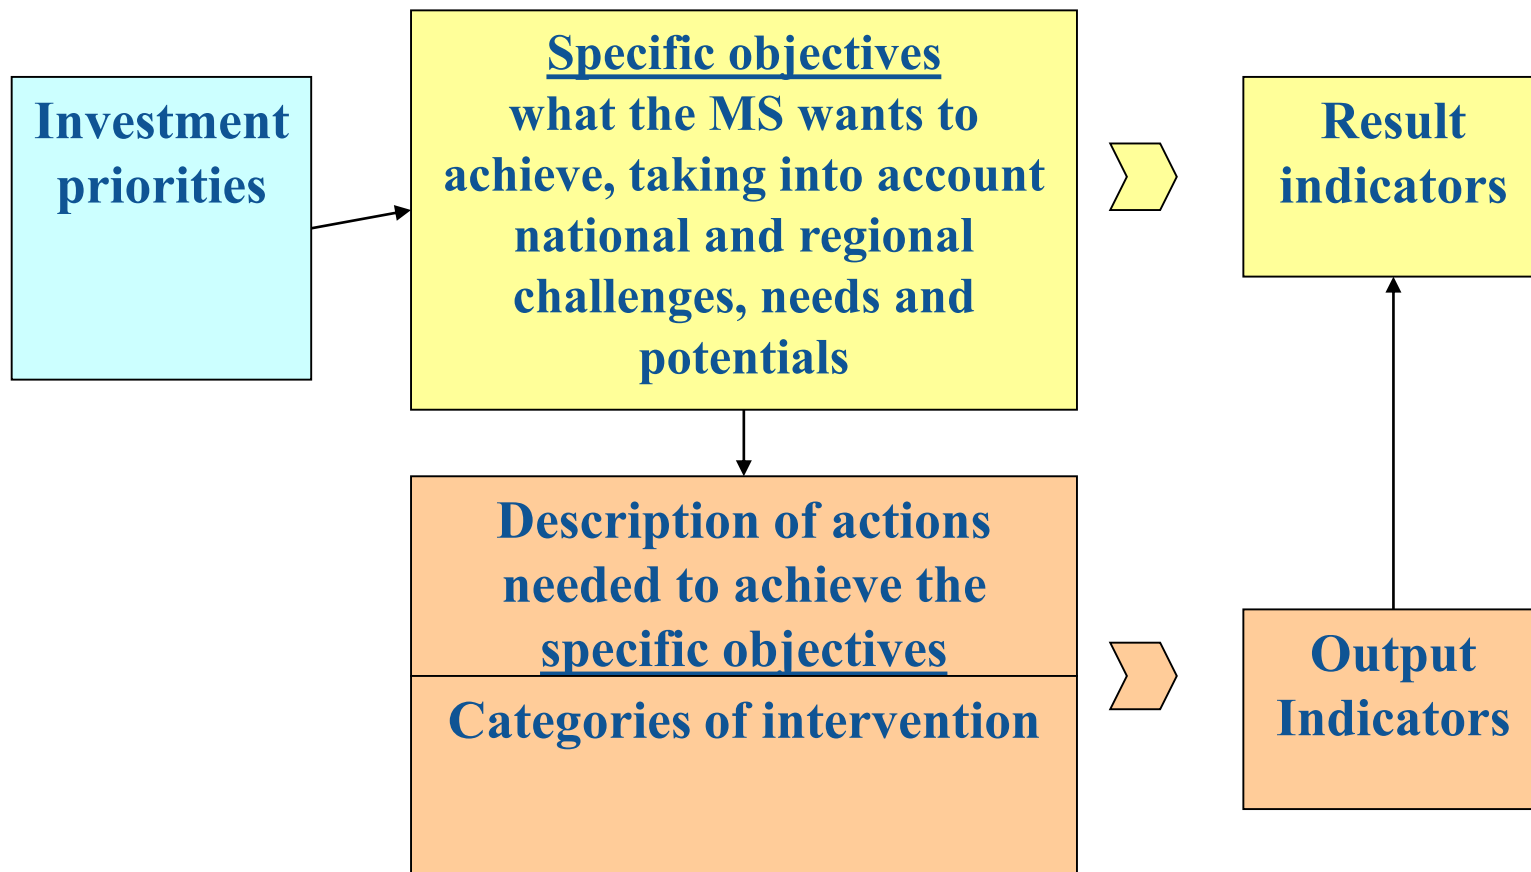 Investment
priorities
Specific objectives
what the MS wants to
achieve, taking into account
national and regional
challenges, needs and
potentials
Result
indicators
Description of actions
needed to achieve the
specific objectives
Categories of intervention
Output
Indicators